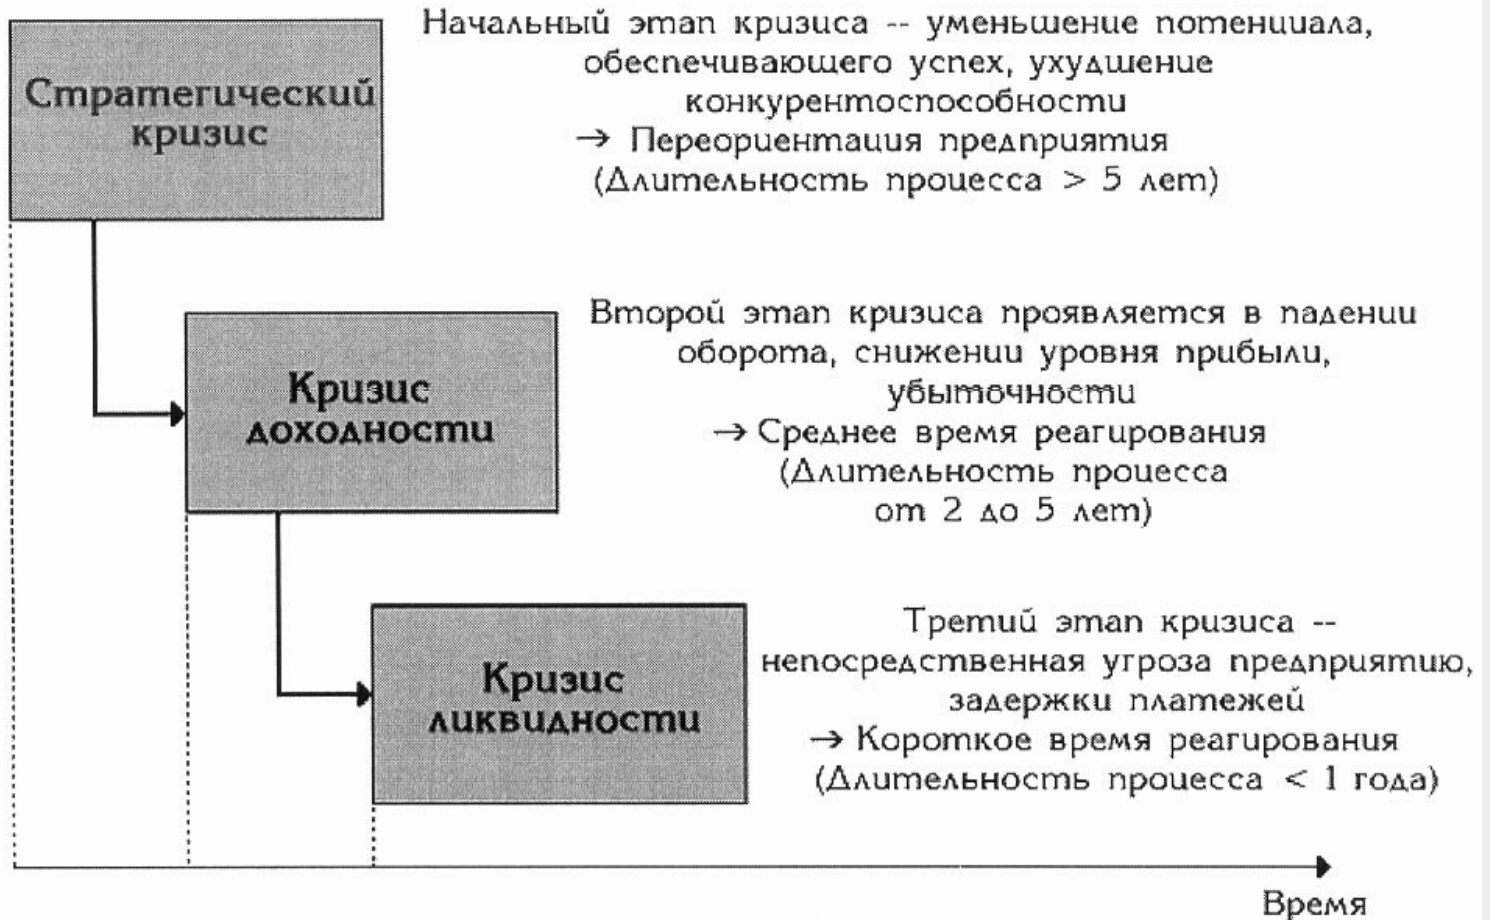 Начальный этап кризиса -- уменьшение потенциала,
обеспечивающего успех, ухудшение
конкурентоспособности
→ Переориентация предприятия
(Длительность процесса > 5 лет)
Стратегический
кризис
Второй этап кризиса проявляется в падении
оборота, снижении уровня прибыли,
убыточности
→ Среднее время реагирования
(Длительность процесса
от 2 до 5 лет)
Кризис
доходности
Третий этап кризиса --
непосредственная угроза предприятию,
задержки платежей
→ Короткое время реагирования
(Длительность процесса < 1 года)
Кризис
ликвидности
Время